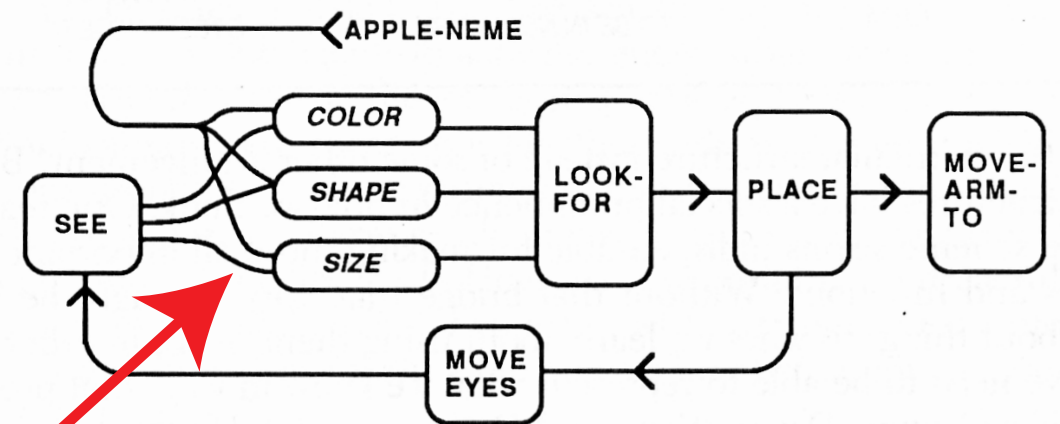 APPLE-NEME
COLOR
SHAPE
SIZE
SEE
LOOK-
FOR
PLACE
MOVE-
ARM-
TO
MOVE
EYES